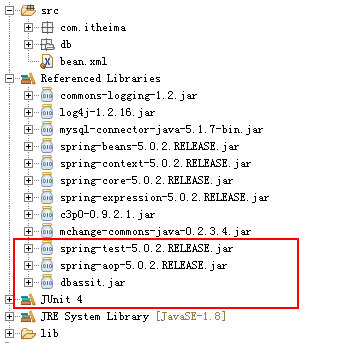 src
com.itheima
db
bean.xml
Referenced Libraries
commons-logging-1.2.jar
log4j-1.2.16.jar
mysql-connector-java-5.1.7-bin.jar
spring-beans-5.0.2.RELEASE.jar
spring-context-5.0.2.RELEASE.jar
spring-core-5.0.2.RELEASE.jar
spring-expression-5.0.2.RELEASE.jar
c3p0-0.9.2.1.jar
mchange-commons-java-0.2.3.4.jar
spring-test-5.0.2.RELEASE.jar
spring-aop-5.0.2.RELEASE.jar
dbassit.jar
JUnit 4
JRE System Library [JavaSE-1.8]
lib